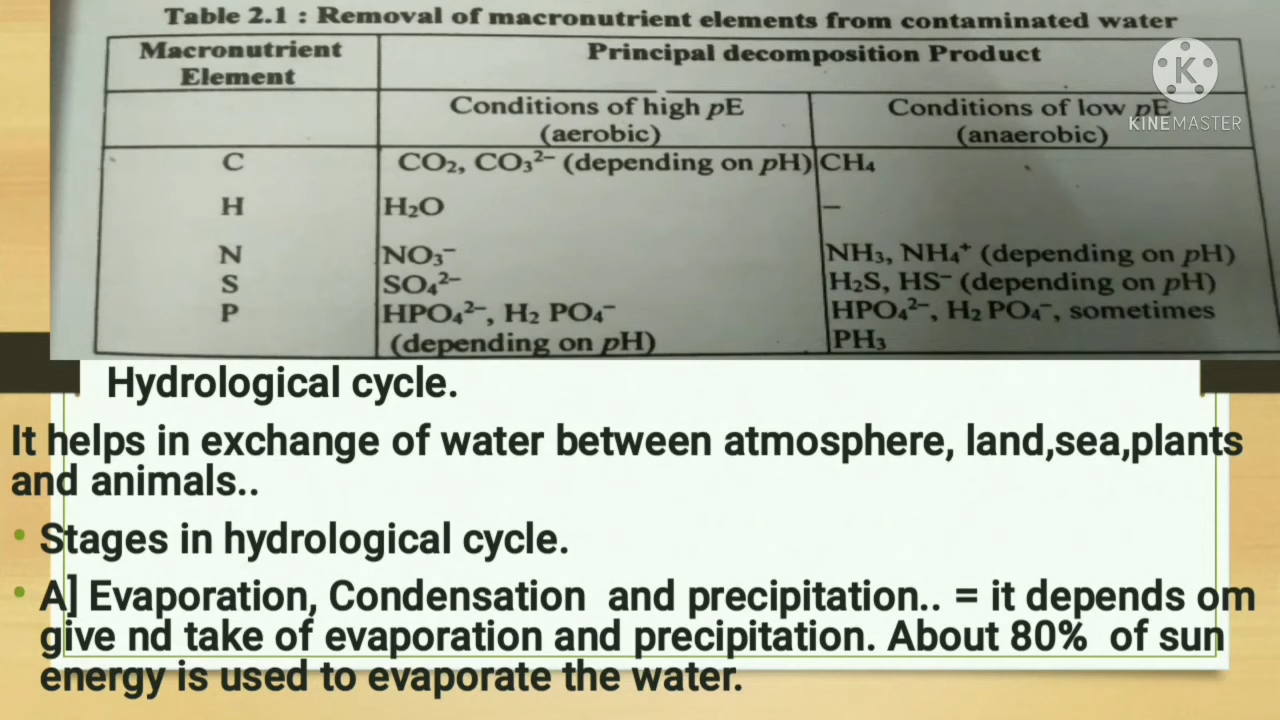 Table 2.1 : Removal of macronutrient elements from contaminated water
Macronutrient Element Principal decomposition Product
Conditions of high pE (aerobic) Conditions of low pE (anaerobic)
C CO₂, CO₃²⁻ (depending on pH) CH₄
H H₂O –
N NO₃⁻ NH₃, NH₄⁺ (depending on pH)
S SO₄²⁻ H₂S, HS⁻ (depending on pH)
P HPO₄²⁻, H₂ PO₄⁻ HPO₄²⁻, H₂ PO₄⁻, sometimes
(depending on pH) PH₃
K
KINEMASTER
Hydrological cycle.
It helps in exchange of water between atmosphere, land,sea,plants
and animals..
• Stages in hydrological cycle.
• A] Evaporation, Condensation and precipitation.. = it depends om
give nd take of evaporation and precipitation. About 80% of sun
energy is used to evaporate the water.